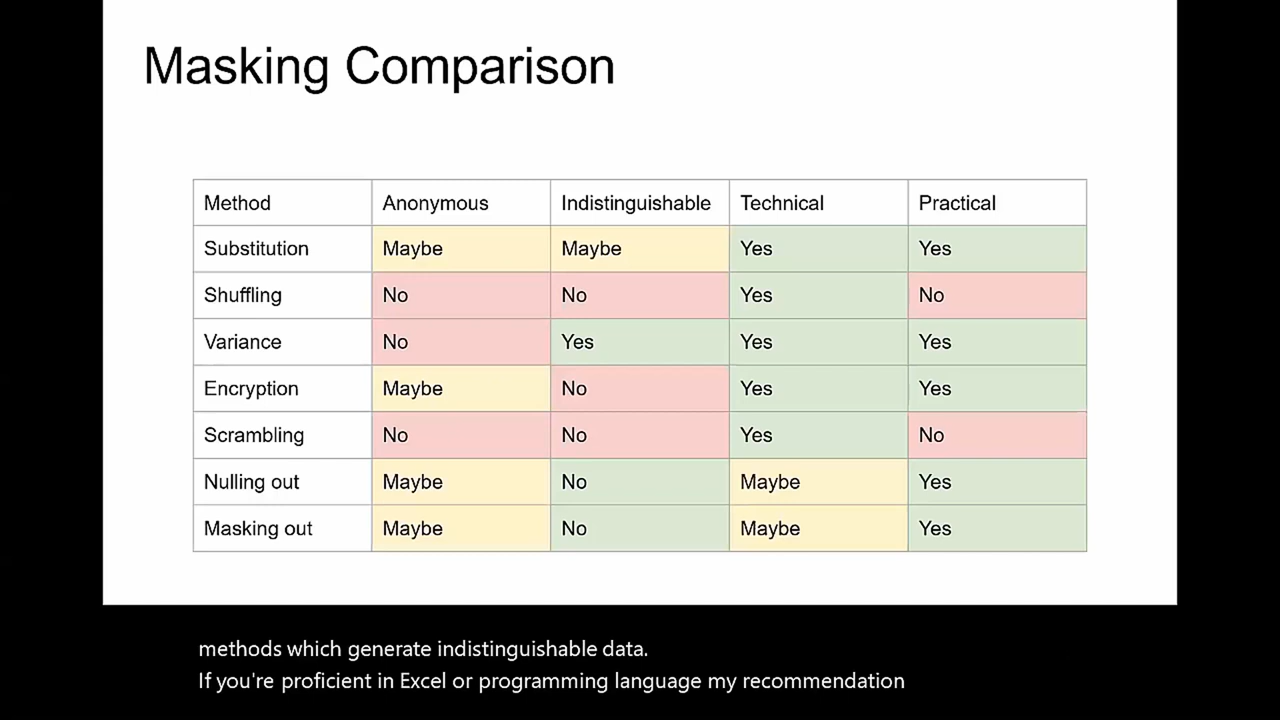 Masking Comparison
Method Anonymous Indistinguishable Technical Practical
Substitution Maybe Maybe Yes Yes
Shuffling No No Yes No
Variance No Yes Yes Yes
Encryption Maybe No Yes Yes
Scrambling No No Yes No
Nulling out Maybe No Maybe Yes
Masking out Maybe No Maybe Yes
methods which generate indistinguishable data.
If you're proficient in Excel or programming language my recommendation